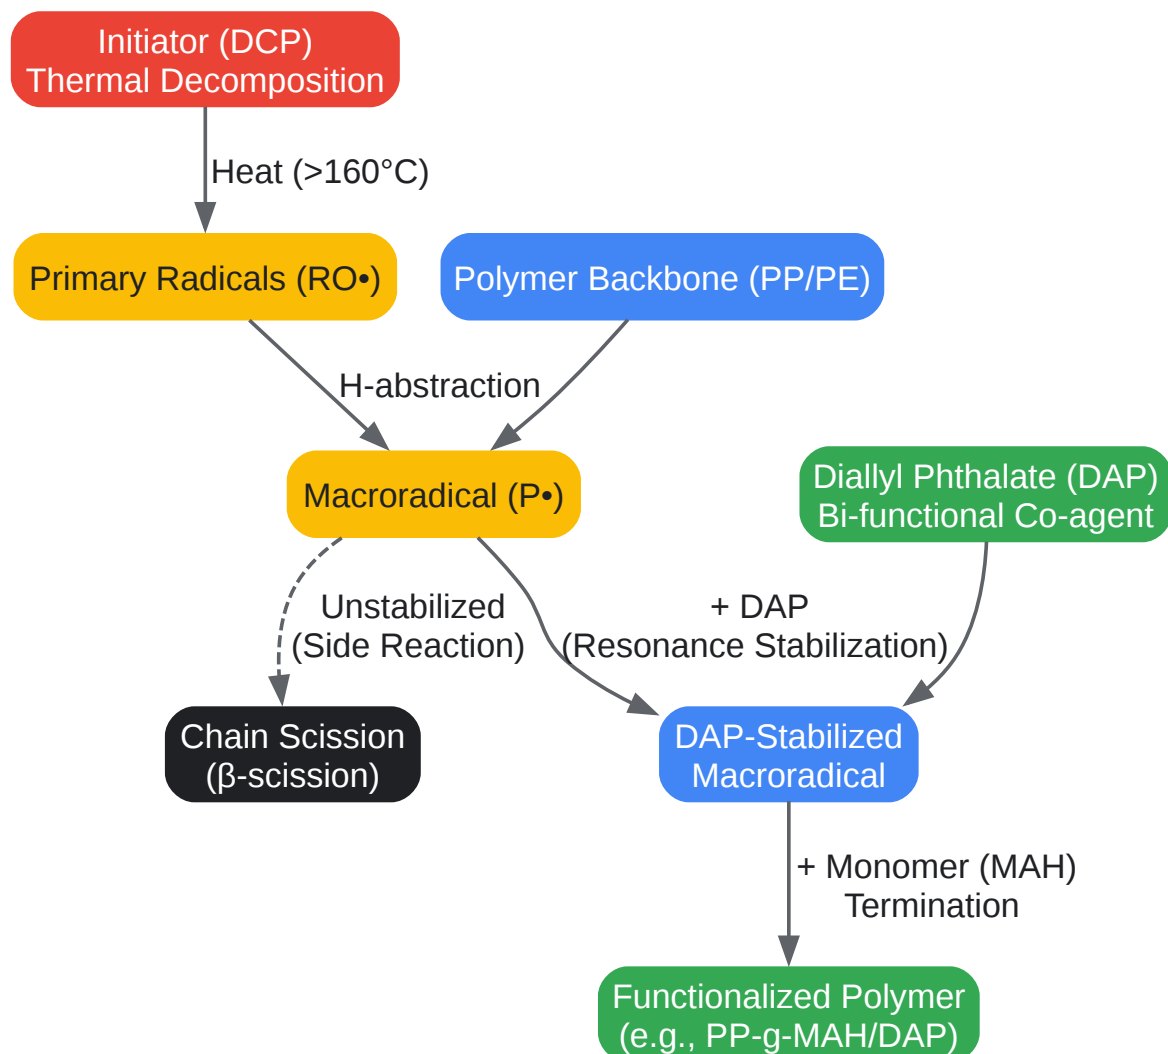 Initiator (DCP)
Thermal Decomposition
Heat (>160°C)
Primary Radicals (RO•)
Polymer Backbone (PP/PE)
H-abstraction
Macroradical (P•)
Diallyl Phthalate (DAP)
Bi-functional Co-agent
Unstabilized
(Side Reaction)
+ DAP
(Resonance Stabilization)
Chain Scission
(β-scission)
DAP-Stabilized
Macroradical
+ Monomer (MAH)
Termination
Functionalized Polymer
(e.g., PP-g-MAH/DAP)